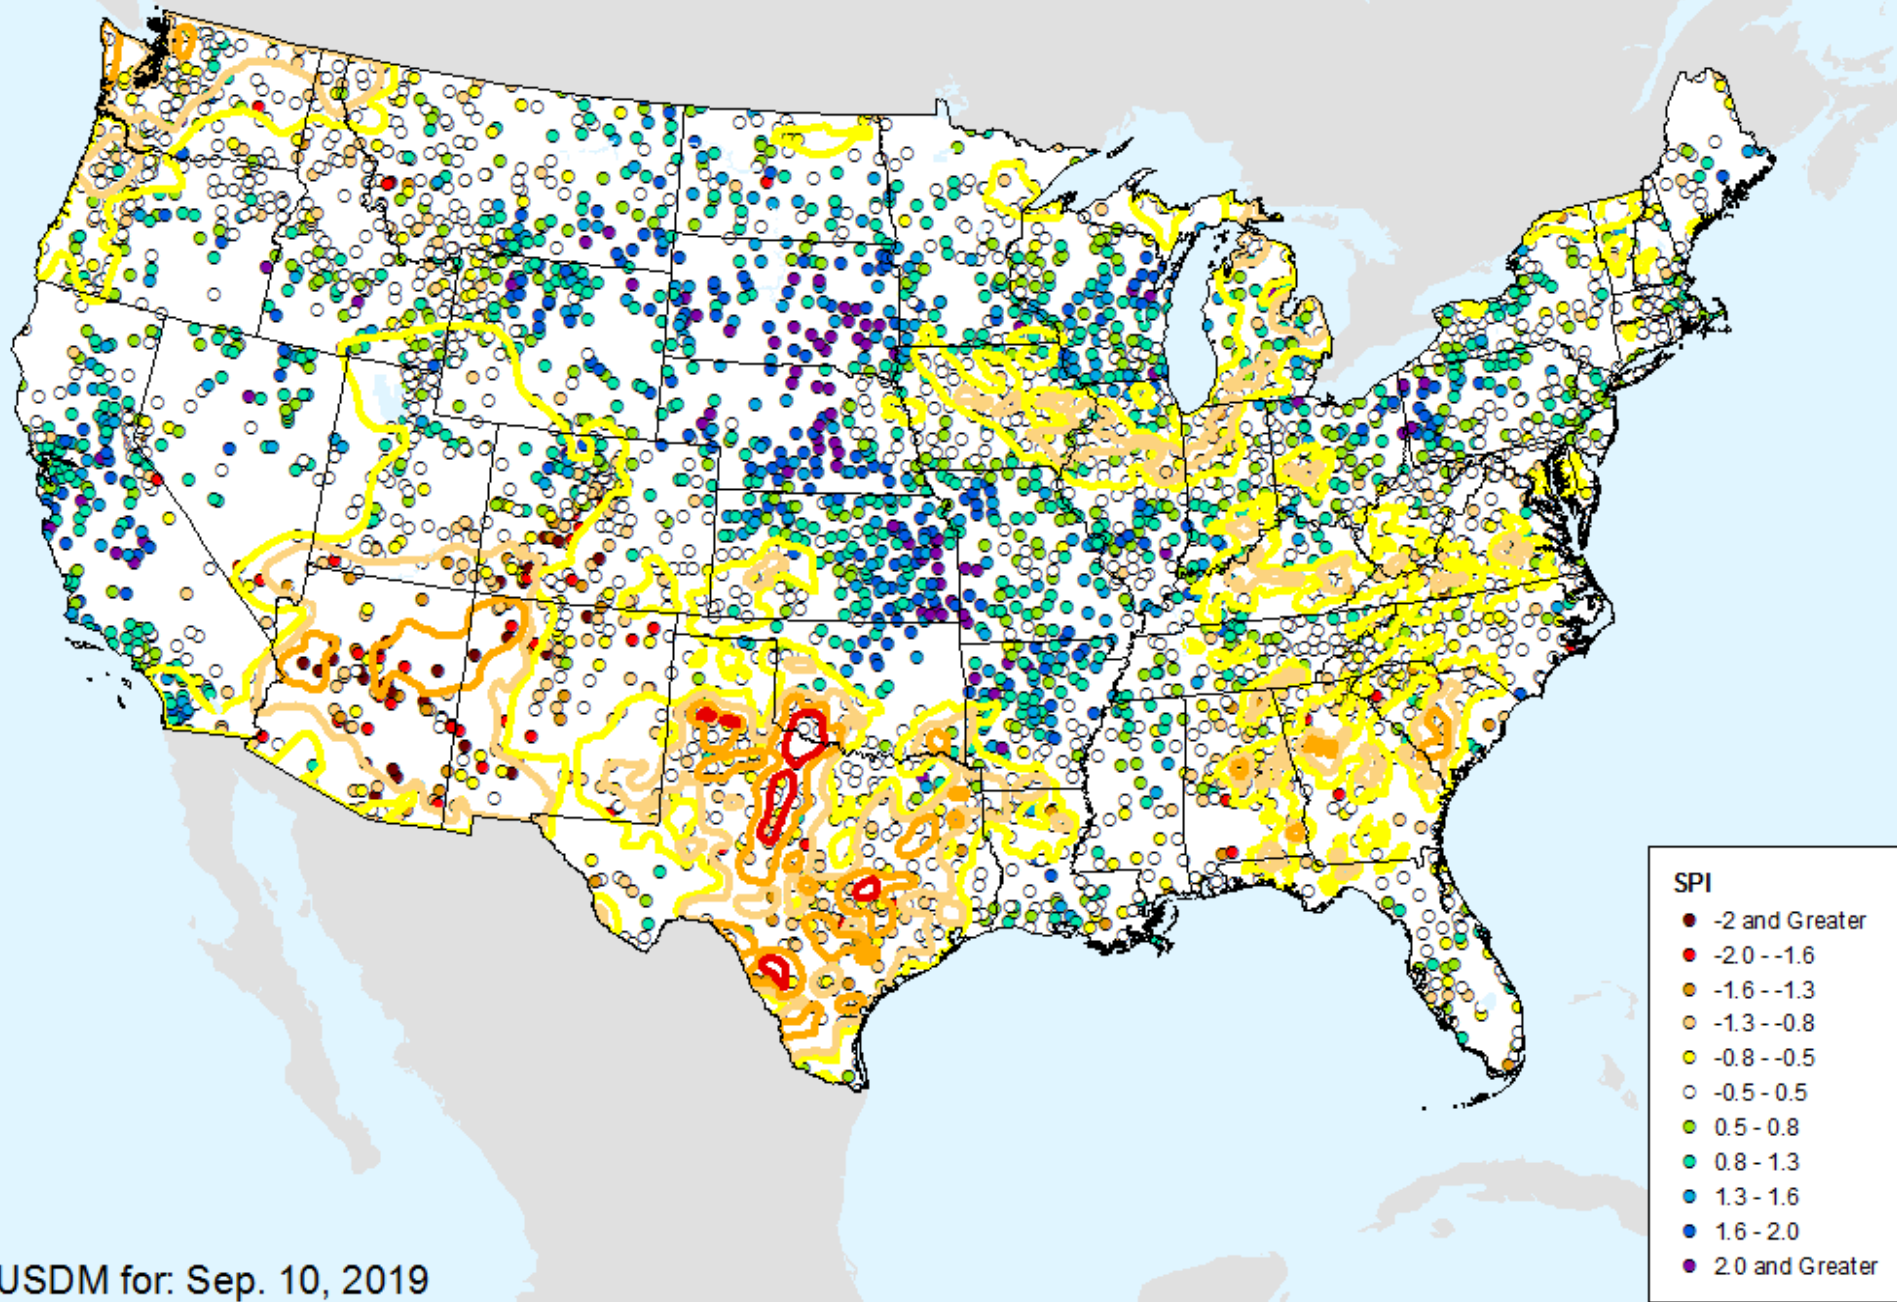 SPI
-2 and Greater
-2.0 - -1.6
-1.6 - -1.3
-1.3 - -0.8
-0.8 - -0.5
-0.5 - 0.5
0.5 - 0.8
0.8 - 1.3
1.3 - 1.6
1.6 - 2.0
2.0 and Greater
USDM for: Sep. 10, 2019